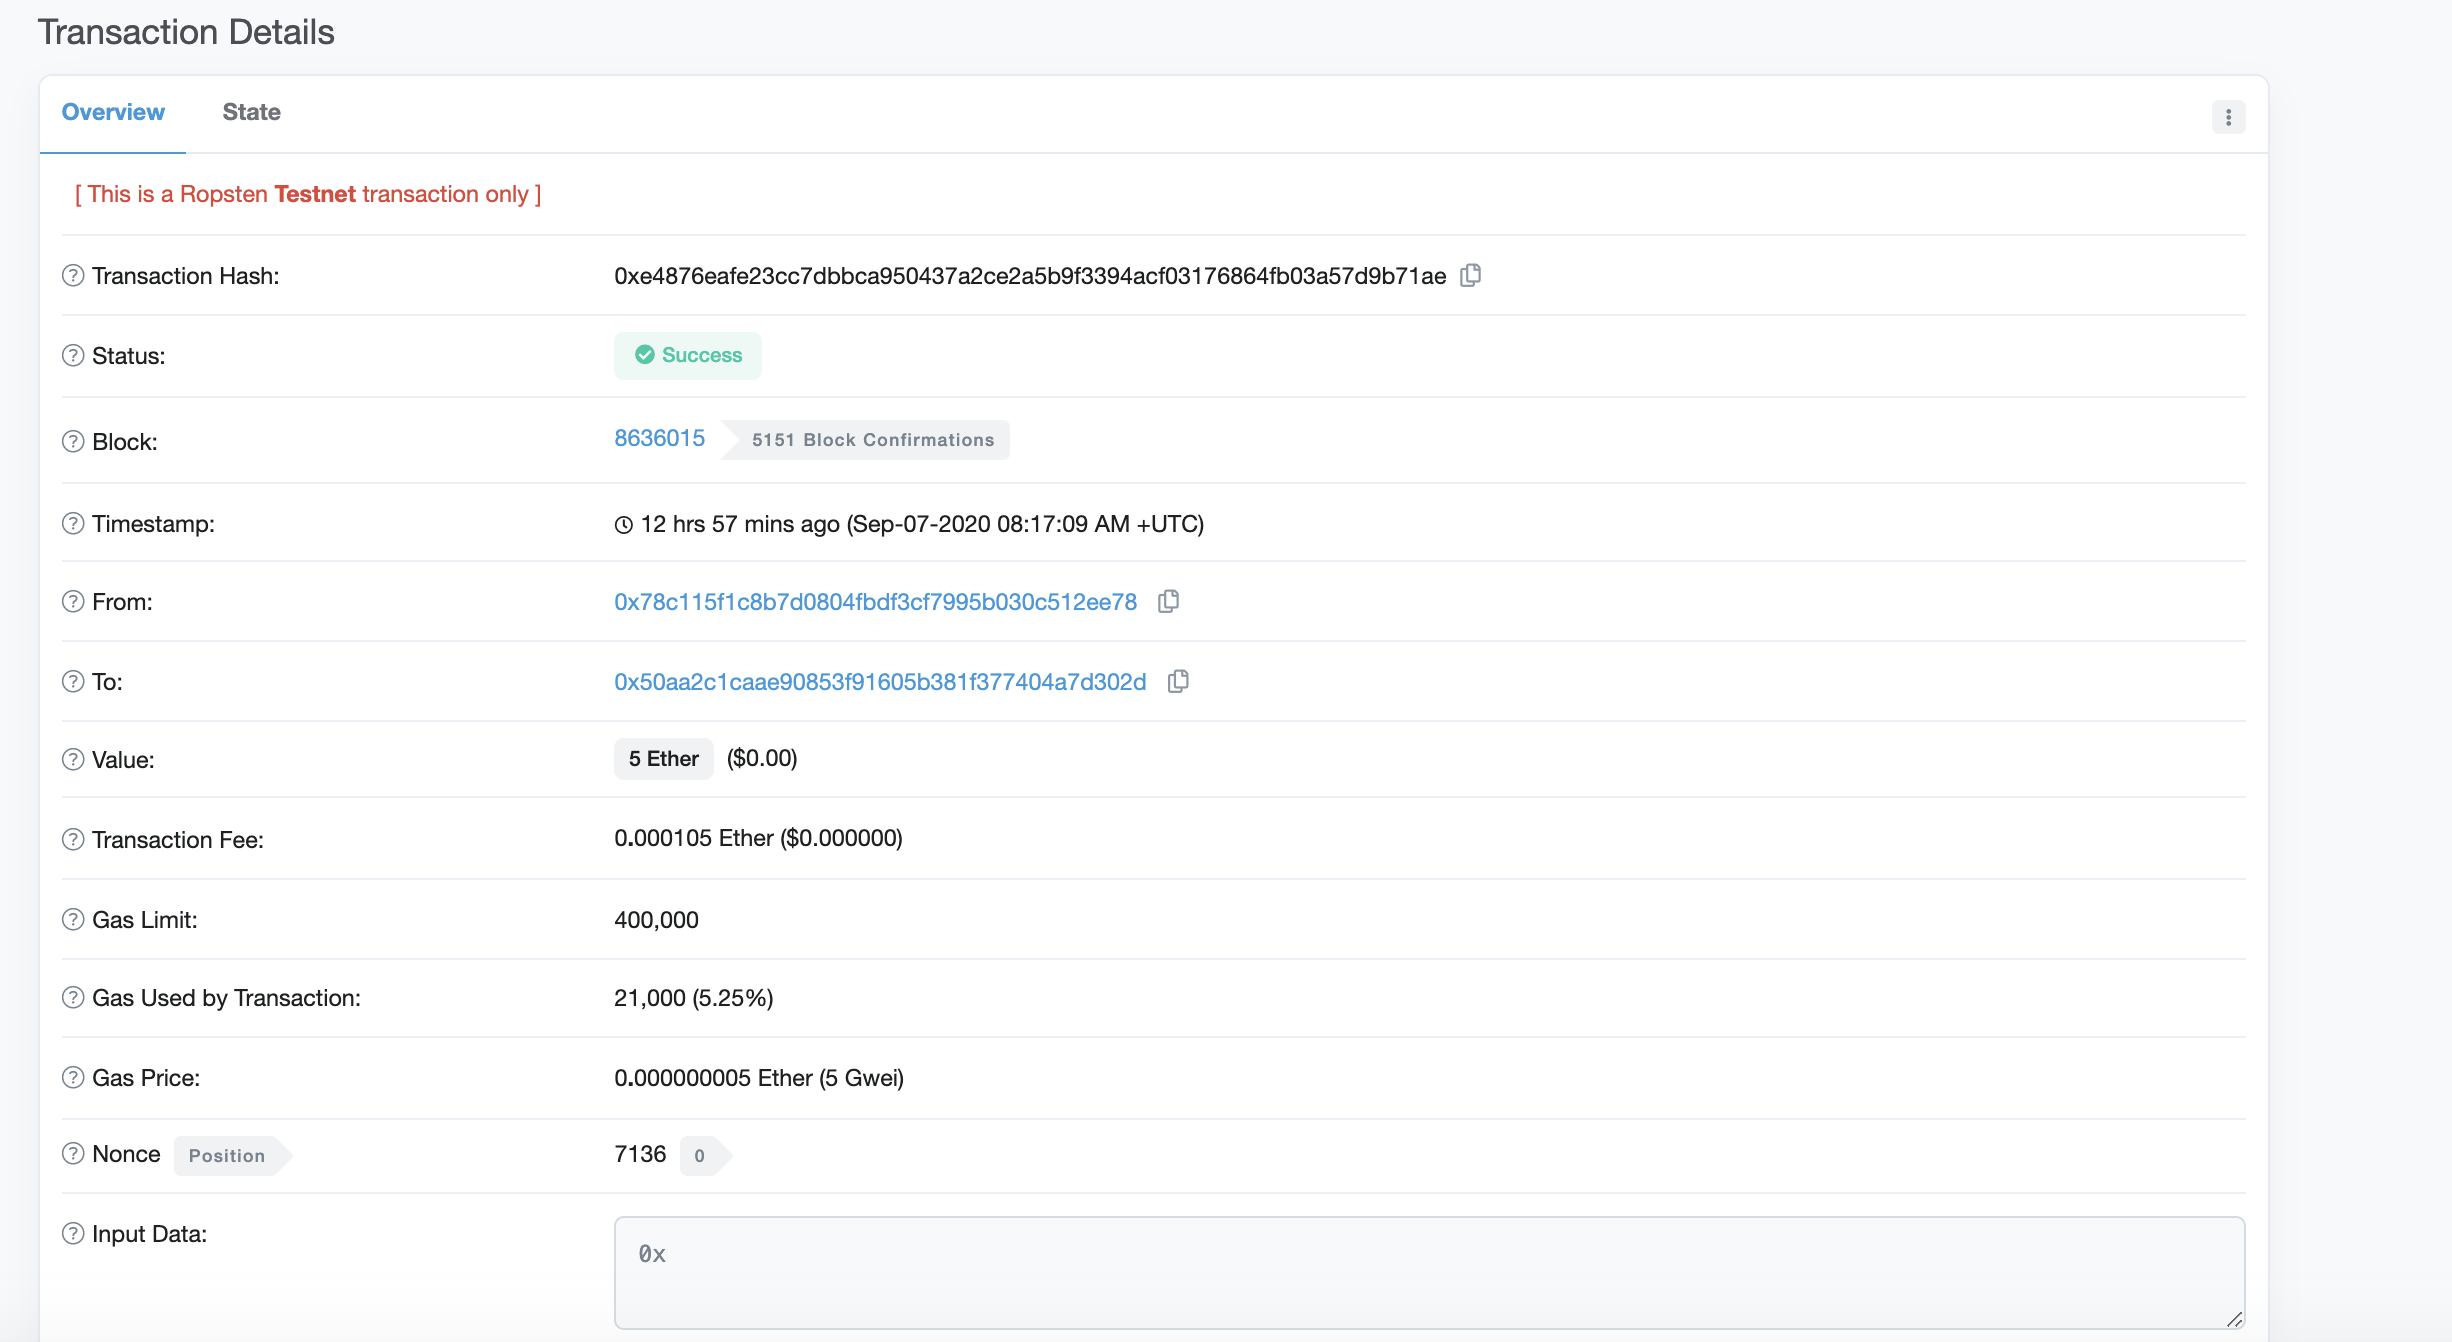 Transaction Details
Overview State
[ This is a Ropsten Testnet transaction only ]
Transaction Hash: 0xe4876eafe23cc7dbbca950437a2ce2a5b9f3394acf03176864fb03a57d9b71ae
Status: Success
Block: 8636015 5151 Block Confirmations
Timestamp: 12 hrs 57 mins ago (Sep-07-2020 08:17:09 AM +UTC)
From: 0x78c115f1c8b7d0804fbdf3cf7995b030c512ee78
To: 0x50aa2c1caae90853f91605b381f377404a7d302d
Value: 5 Ether ($0.00)
Transaction Fee: 0.000105 Ether ($0.000000)
Gas Limit: 400,000
Gas Used by Transaction: 21,000 (5.25%)
Gas Price: 0.000000005 Ether (5 Gwei)
Nonce Position 7136 0
Input Data: 0x